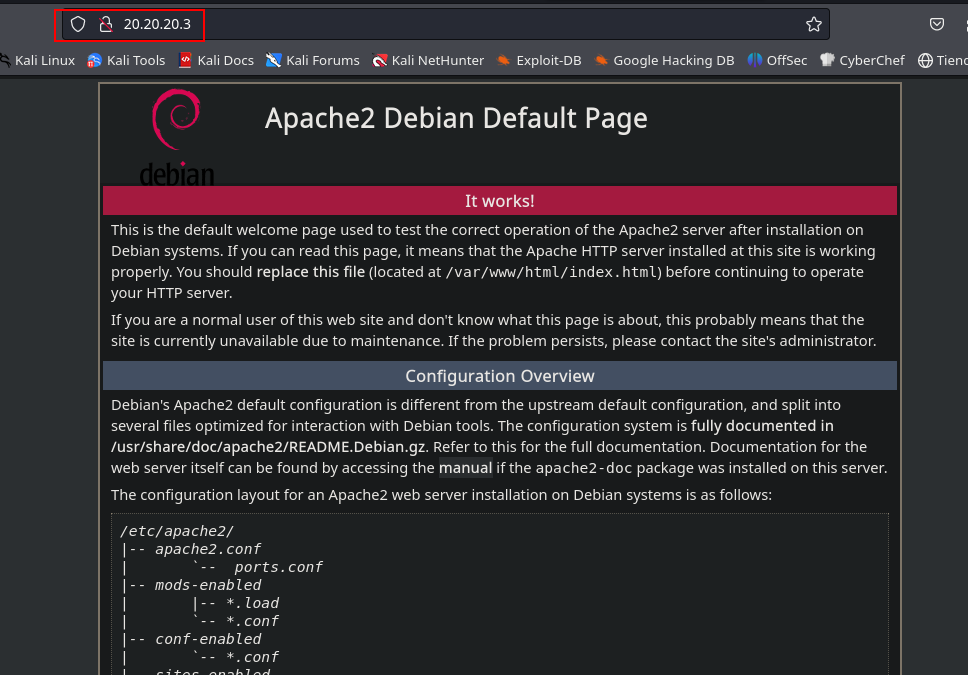 20.20.20.3
Kali Linux Kali Tools Kali Docs Kali Forums Kali NetHunter Exploit-DB Google Hacking DB OffSec CyberChef Tienc
Apache2 Debian Default Page
debian
It works!
This is the default welcome page used to test the correct operation of the Apache2 server after installation on
Debian systems. If you can read this page, it means that the Apache HTTP server installed at this site is working
properly. You should replace this file (located at /var/www/html/index.html) before continuing to operate
your HTTP server.
If you are a normal user of this web site and don't know what this page is about, this probably means that the
site is currently unavailable due to maintenance. If the problem persists, please contact the site's administrator.
Configuration Overview
Debian's Apache2 default configuration is different from the upstream default configuration, and split into
several files optimized for interaction with Debian tools. The configuration system is fully documented in
/usr/share/doc/apache2/README.Debian.gz. Refer to this for the full documentation. Documentation for the
web server itself can be found by accessing the manual if the apache2-doc package was installed on this server.
The configuration layout for an Apache2 web server installation on Debian systems is as follows:
/etc/apache2/
|-- apache2.conf
|       `--  ports.conf
|-- mods-enabled
|       |-- *.load
|       `-- *.conf
|-- conf-enabled
|       `-- *.conf
|-- sites-enabled